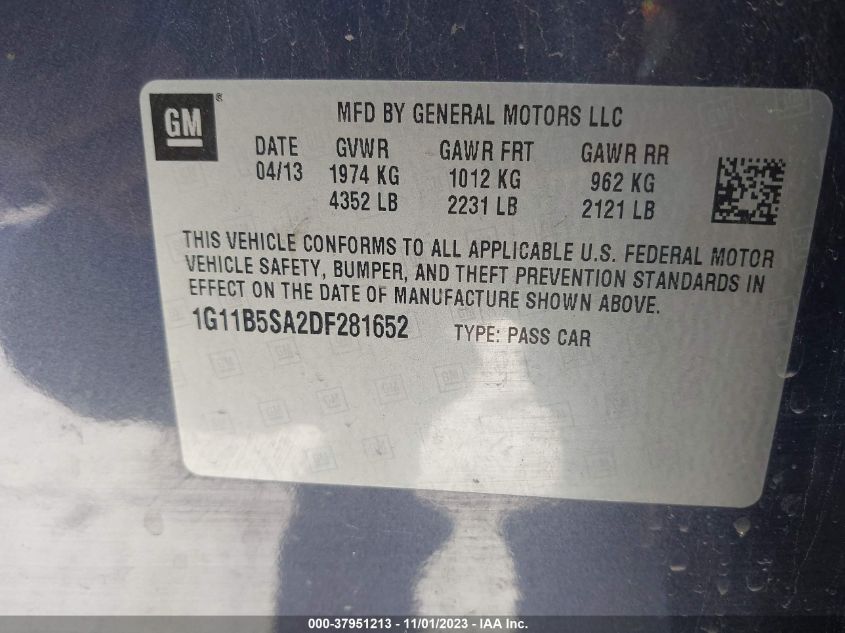 GM®
MFD BY GENERAL MOTORS LLC
DATE GVWR GAWR FRT GAWR RR
04/13 1974 KG 1012 KG 962 KG
4352 LB 2231 LB 2121 LB
THIS VEHICLE CONFORMS TO ALL APPLICABLE U.S. FEDERAL MOTOR
VEHICLE SAFETY, BUMPER, AND THEFT PREVENTION STANDARDS IN
EFFECT ON THE DATE OF MANUFACTURE SHOWN ABOVE.
1G11B5SA2DF281652 TYPE: PASS CAR
000-37951213 - 11/01/2023 - IAA Inc.